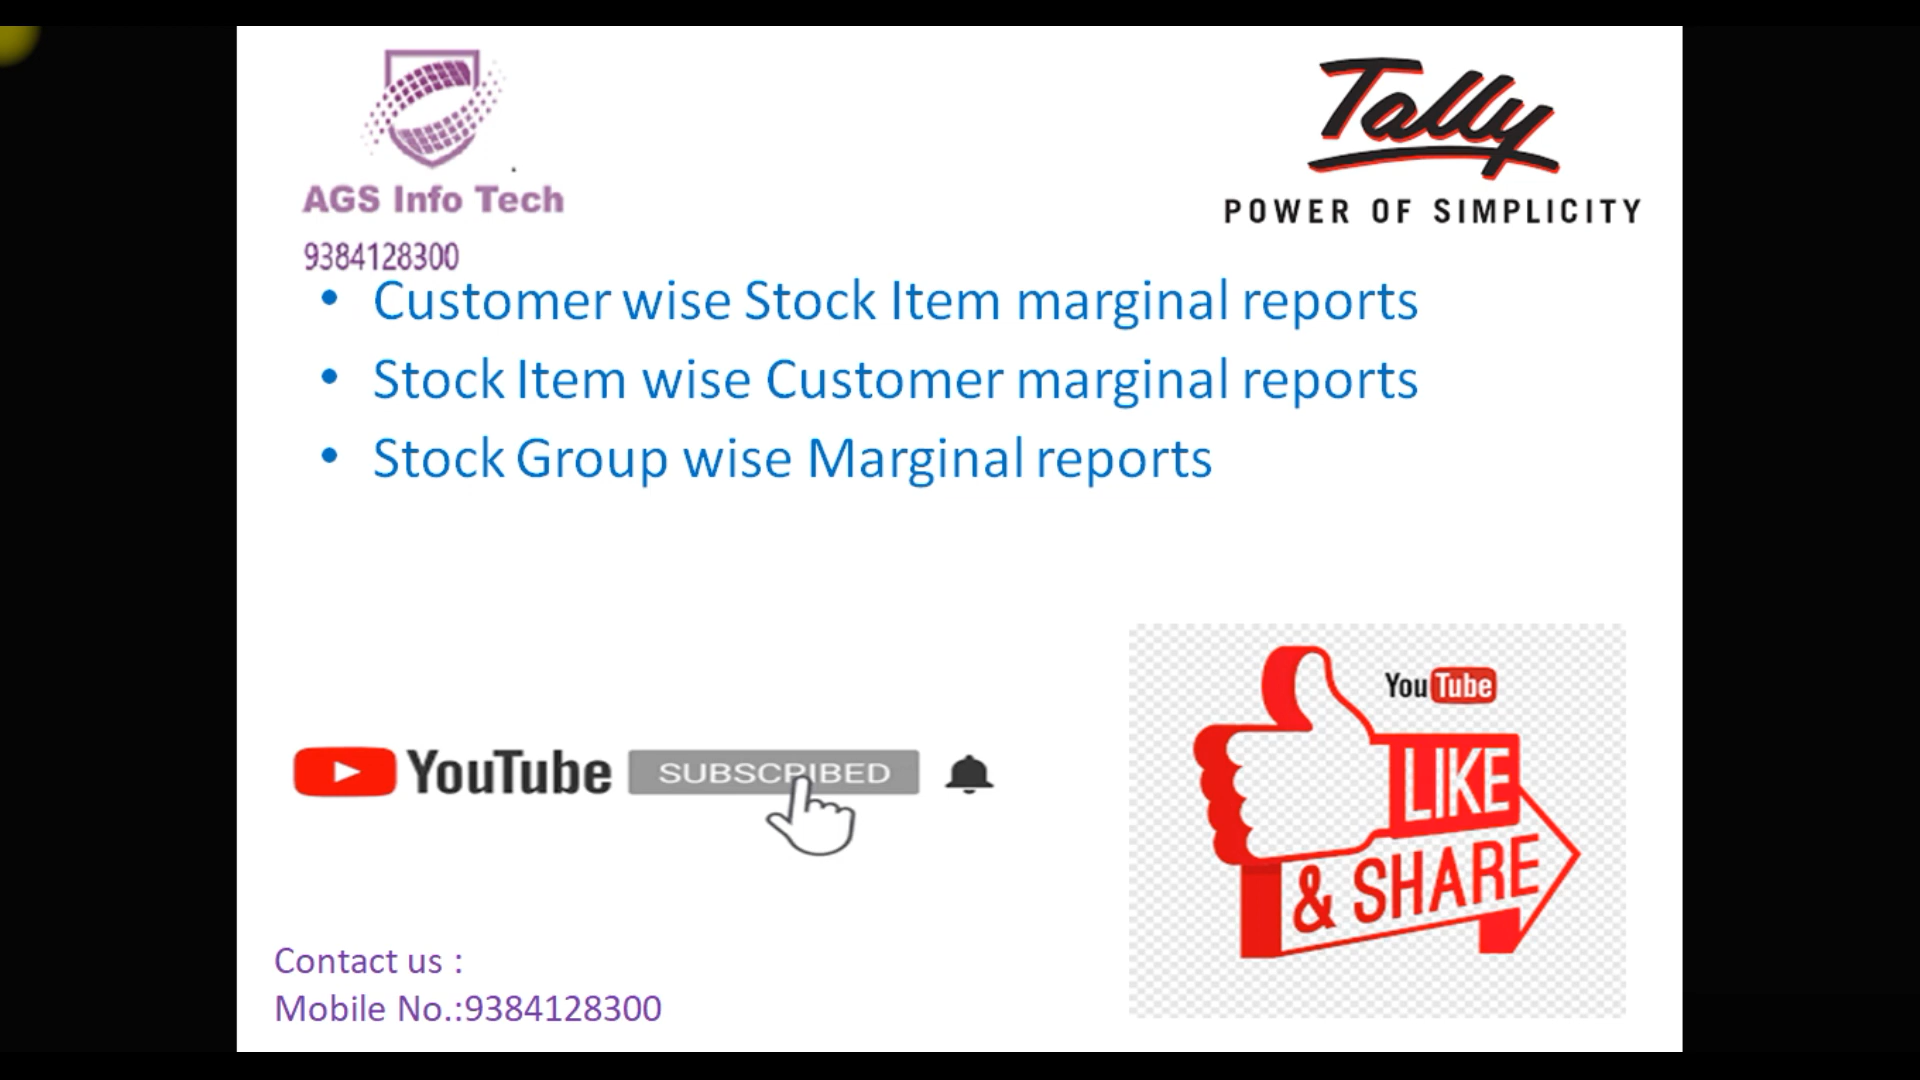 AGS Info Tech
9384128300
Tally
POWER OF SIMPLICITY
• Customer wise Stock Item marginal reports
• Stock Item wise Customer marginal reports
• Stock Group wise Marginal reports
YouTube SUBSCRIBED
YouTube
LIKE
& SHARE
Contact us :
Mobile No.:9384128300